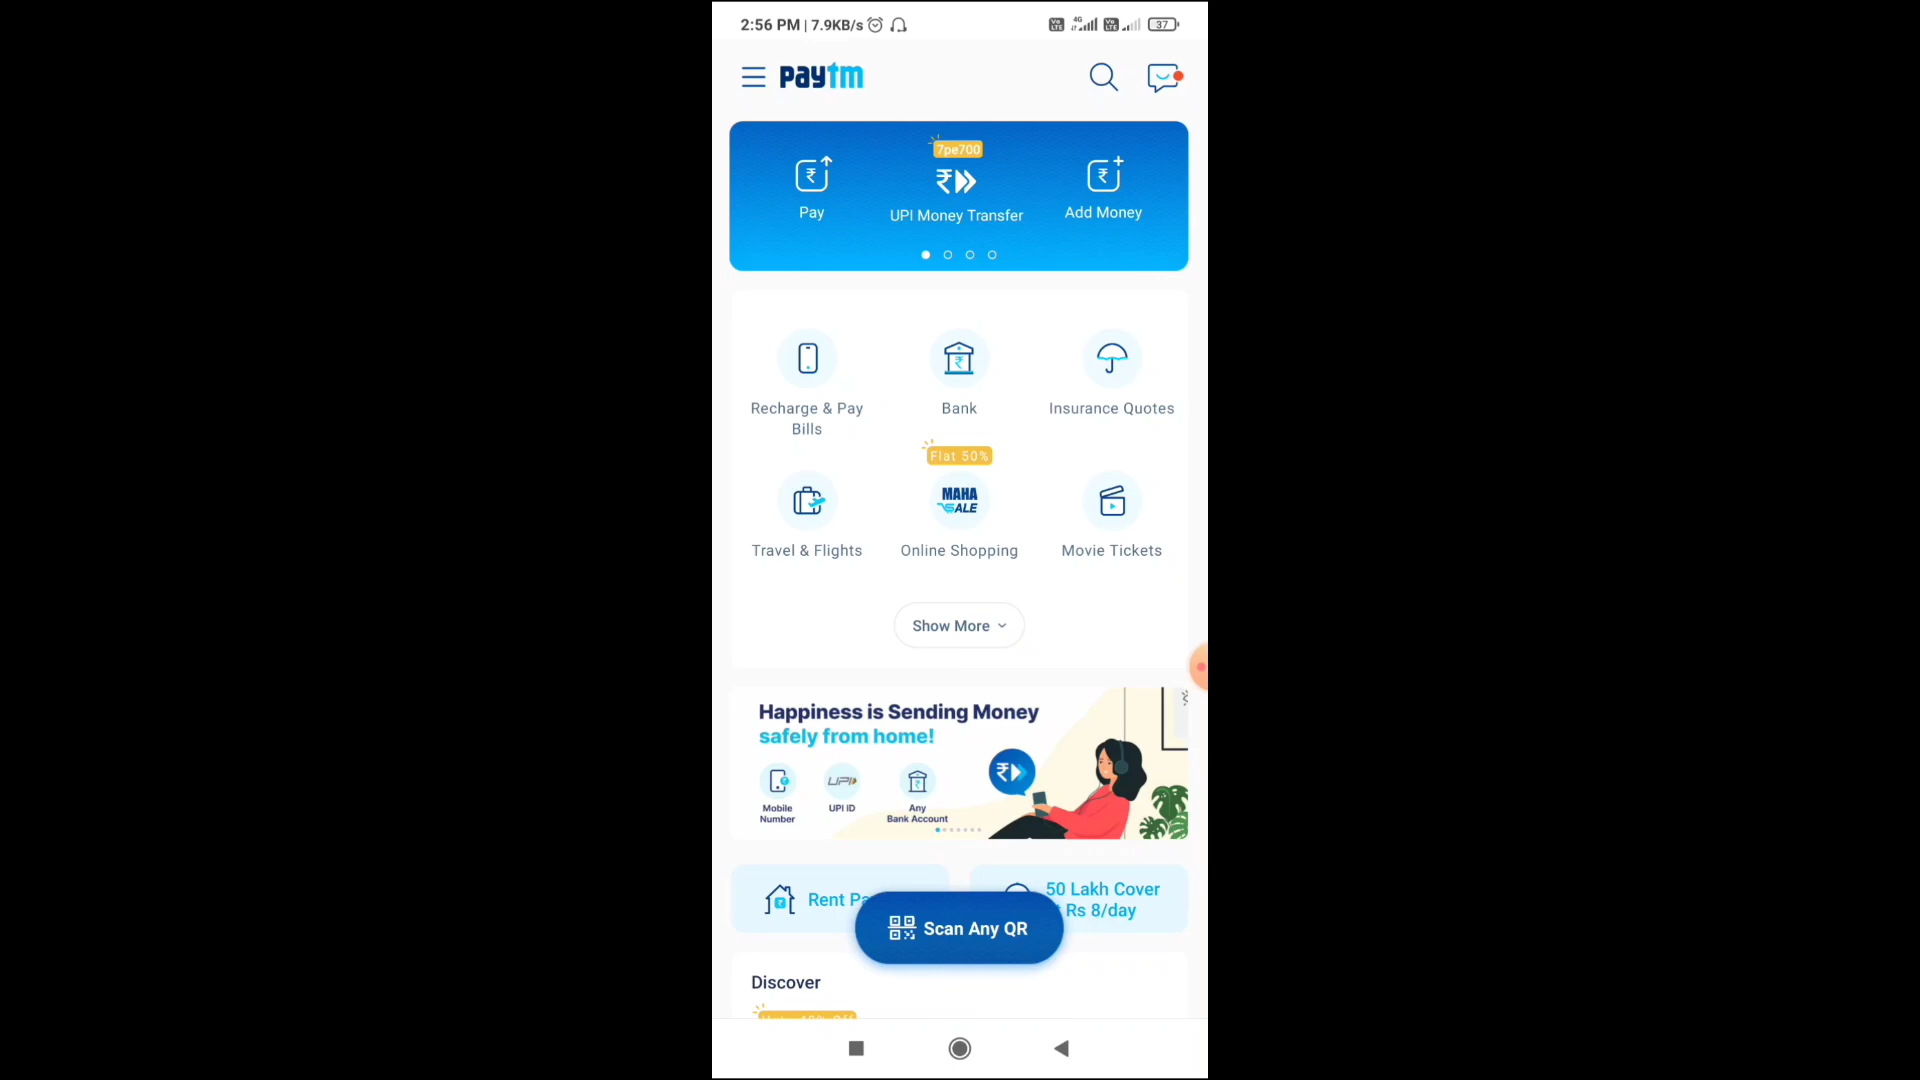 2:56 PM | 7.9KB/s
4G
37
paytm
7pe700
Pay
UPI Money Transfer
Add Money
Recharge & Pay
Bills
Bank
Insurance Quotes
Flat 50%
MAHA
SALE
Travel & Flights
Online Shopping
Movie Tickets
Show More
Happiness is Sending Money
safely from home!
UPI
Mobile
Number
UPI ID
Any
Bank Account
Rent Pa
50 Lakh Cover
Rs 8/day
Scan Any QR
Discover